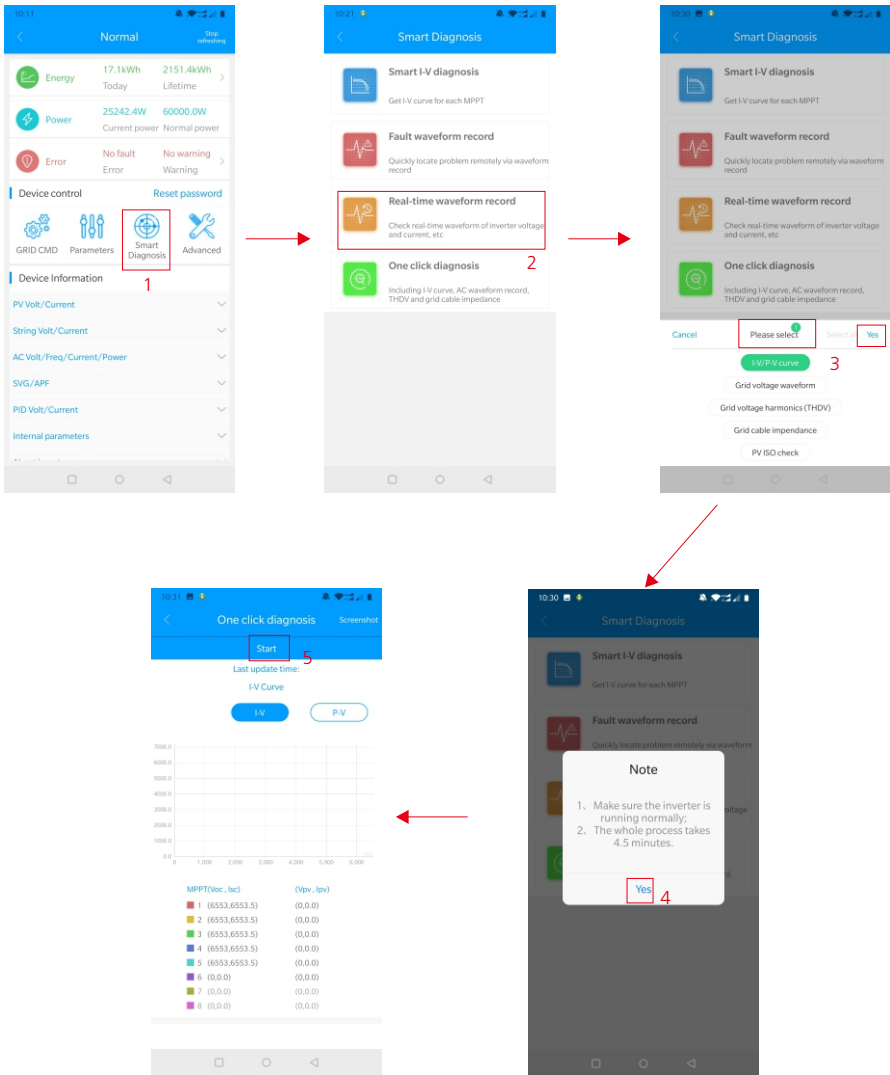 10:11
Normal
Stop
refreshing
Energy
17.1kWh
2151.4kWh
Today
Lifetime
Power
25242.4W
60000.0W
Current power
Normal power
Error
No fault
No warning
Error
Warning
Device control
Reset password
GRID CMD
Parameters
Smart
Diagnosis
Advanced
1
Device Information
PV Volt/Current
String Volt/Current
AC Volt/Freq/Current/Power
SVG/APF
PID Volt/Current
Internal parameters
10:21
Smart Diagnosis
Smart I-V diagnosis
Get I-V curve for each MPPT
Fault waveform record
Quickly locate problem remotely via waveform
record
Real-time waveform record
Check real-time waveform of inverter voltage
and current, etc
2
One click diagnosis
Including I-V curve, AC waveform record,
THDV and grid cable impedance
10:30
Smart Diagnosis
Smart I-V diagnosis
Get I-V curve for each MPPT
Fault waveform record
Quickly locate problem remotely via waveform
record
Real-time waveform record
Check real-time waveform of inverter voltage
and current, etc
One click diagnosis
Including I-V curve, AC waveform record,
THDV and grid cable impedance
Cancel
Please select
1
Select
Yes
3
I-V/P-V curve
Grid voltage waveform
Grid voltage harmonics (THDV)
Grid cable impendance
PV ISO check
10:31
One click diagnosis
Screenshot
Start
5
Last update time:
I-V Curve
I-V
P-V
7000.0
6000.0
5000.0
4000.0
3000.0
2000.0
1000.0
0.0
0 1,000 2,000 3,000 4,000 5,000 6,000
MPPT(Voc , Isc) (Vpv , Ipv)
1 (6553,6553.5) (0,0.0)
2 (6553,6553.5) (0,0.0)
3 (6553,6553.5) (0,0.0)
4 (6553,6553.5) (0,0.0)
5 (6553,6553.5) (0,0.0)
6 (0,0.0) (0,0.0)
7 (0,0.0) (0,0.0)
8 (0,0.0) (0,0.0)
10:30
Smart Diagnosis
Smart I-V diagnosis
Get I-V curve for each MPPT
Fault waveform record
Quickly locate problem remotely via waveform
oltage
Note
1、Make sure the inverter is
running normally;
2、The whole process takes
4.5 minutes.
Yes
4